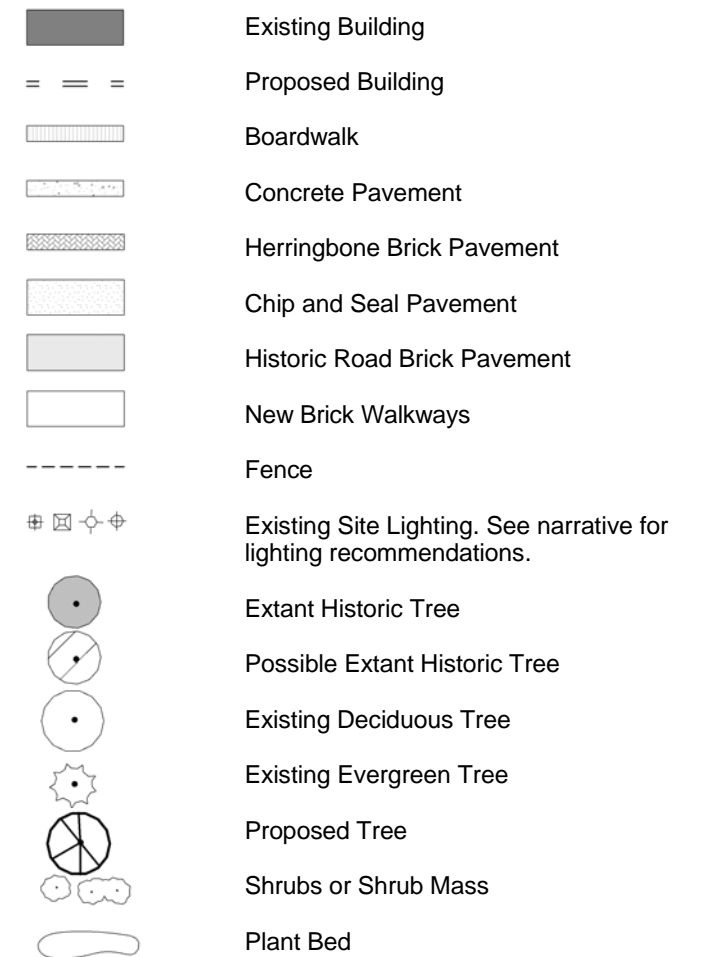 Existing Building
Proposed Building
Boardwalk
Concrete Pavement
Herringbone Brick Pavement
Chip and Seal Pavement
Historic Road Brick Pavement
New Brick Walkways
Fence
Existing Site Lighting. See narrative for
lighting recommendations.
Extant Historic Tree
Possible Extant Historic Tree
Existing Deciduous Tree
Existing Evergreen Tree
Proposed Tree
Shrubs or Shrub Mass
Plant Bed